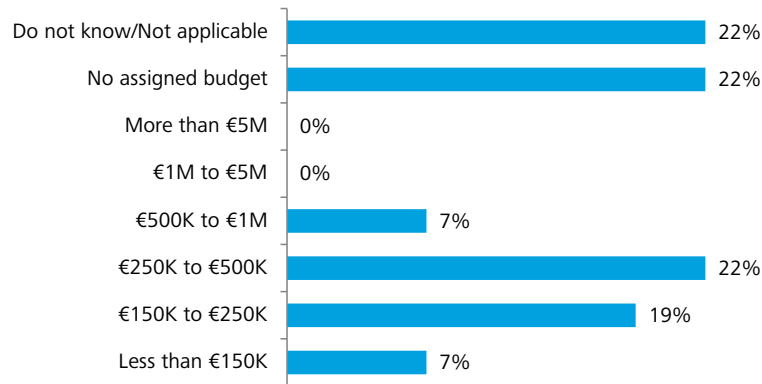 Do not know/Not applicable 22%
No assigned budget 22%
More than €5M 0%
€1M to €5M 0%
€500K to €1M 7%
€250K to €500K 22%
€150K to €250K 19%
Less than €150K 7%